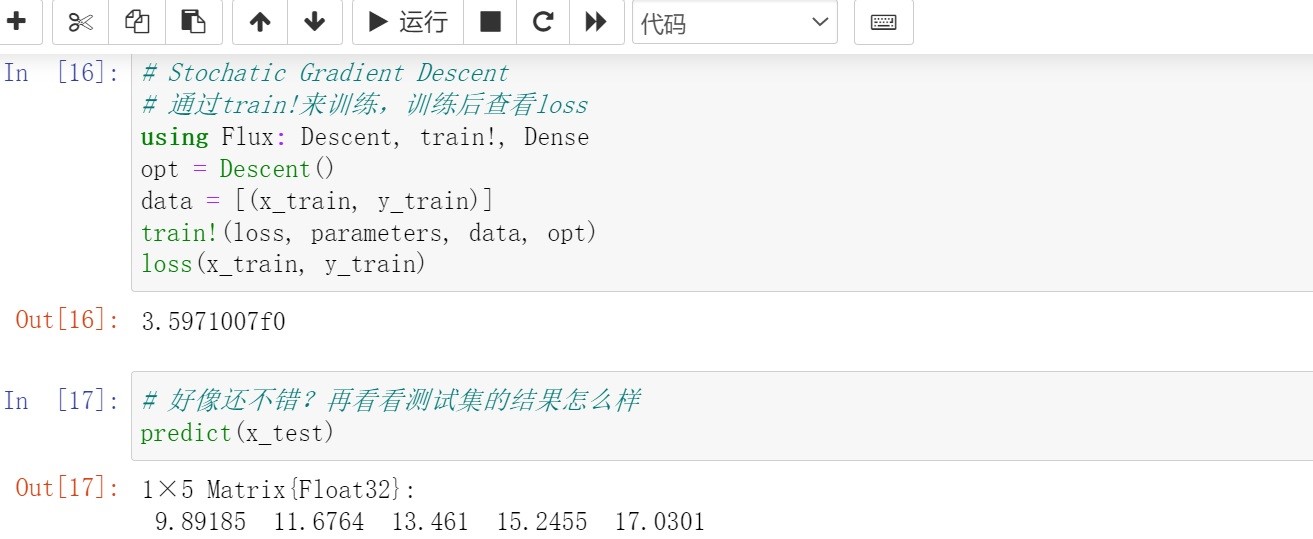 运行
代码
In [16]:
# Stochatic Gradient Descent
# 通过train!来训练，训练后查看loss
using Flux: Descent, train!, Dense
opt = Descent()
data = [(x_train, y_train)]
train!(loss, parameters, data, opt)
loss(x_train, y_train)
Out[16]: 3.5971007f0
In [17]:
# 好像还不错？再看看测试集的结果怎么样
predict(x_test)
Out[17]: 1×5 Matrix{Float32}:
9.89185 11.6764 13.461 15.2455 17.0301